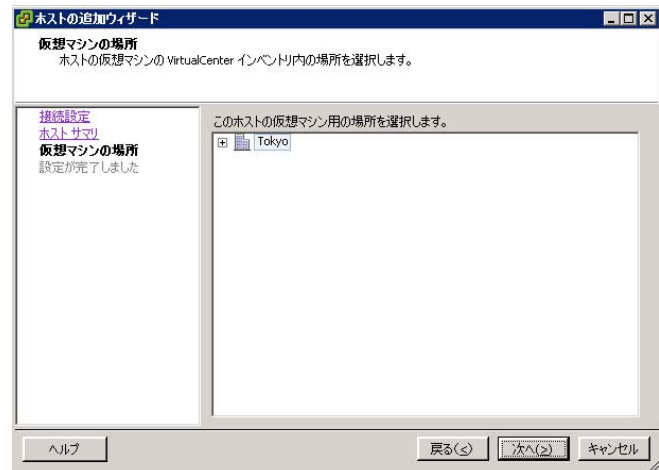 ホストの追加ウィザード
仮想マシンの場所
ホストの仮想マシンの VirtualCenter インベントリ内の場所を選択します。
接続設定
ホスト サマリ
仮想マシンの場所
設定が完了しました
このホストの仮想マシン用の場所を選択します。
Tokyo
ヘルプ
戻る(<)
次へ(>)
キャンセル